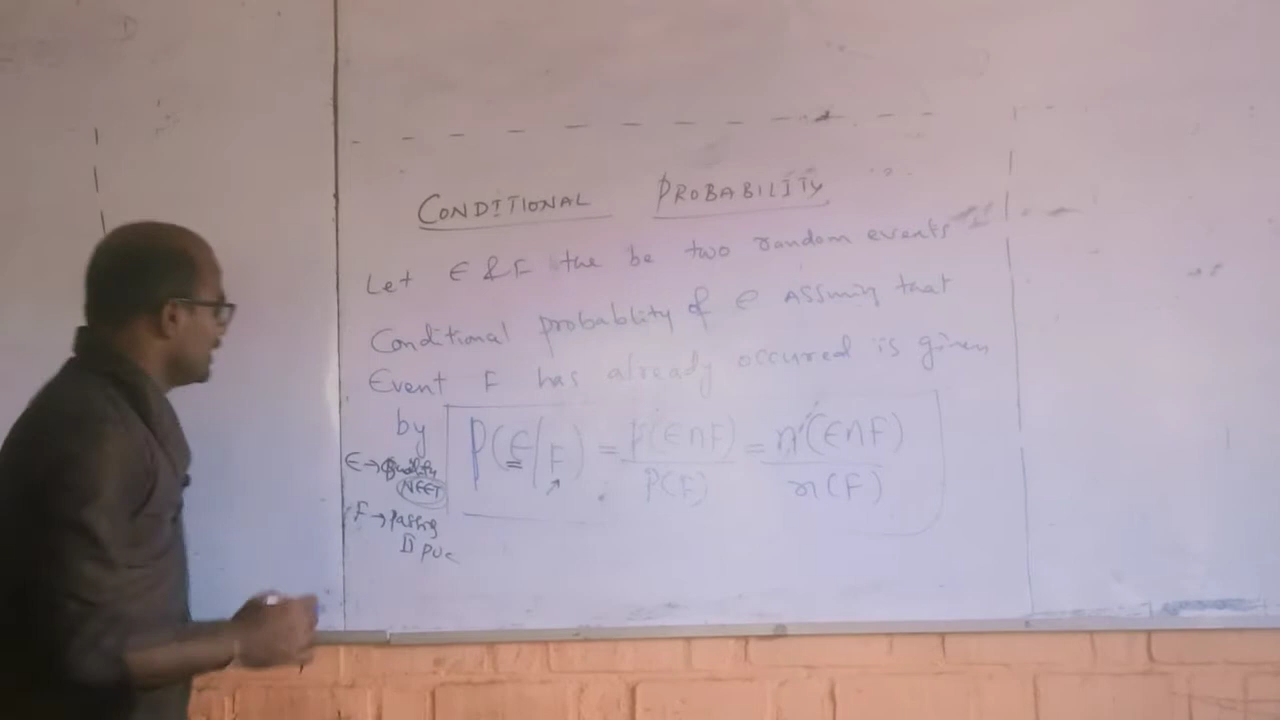 CONDITIONAL PROBABILITY
Let E & F the be two random events
Conditional probablity of E Assuming that
Event F has already occured is given
by P(E/F) = P(E∩F)/P(F) = n(E∩F)/n(F)
E → Qualify
NEET
F → Passing
II PUC